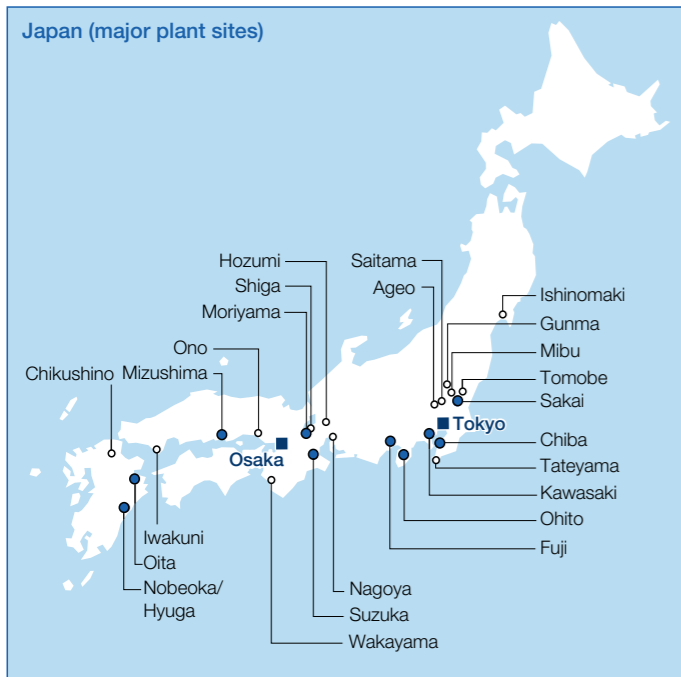 Japan (major plant sites)
Hozumi
Shiga
Moriyama
Ono
Mizushima
Chikushino
Saitama
Ageo
Ishinomaki
Gunma
Mibu
Tomobe
Sakai
Tokyo
Chiba
Tateyama
Kawasaki
Ohito
Fuji
Osaka
Iwakuni
Oita
Nobeoka/
Hyuga
Nagoya
Suzuka
Wakayama